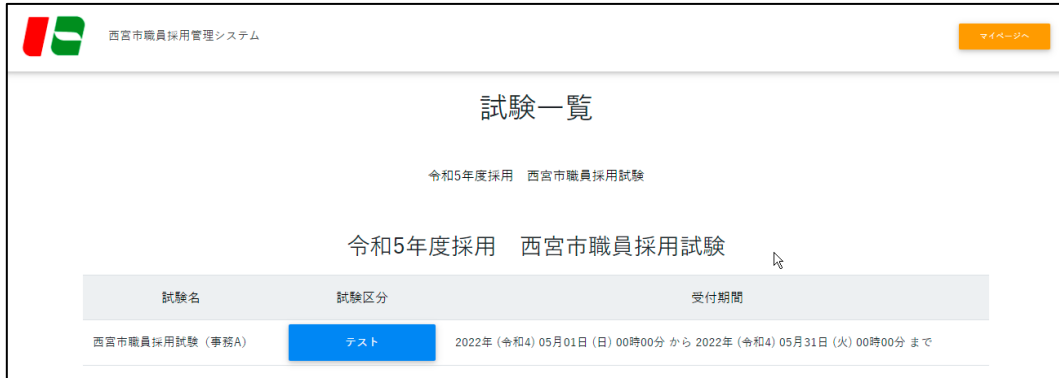 西宮市職員採用管理システム
マイページへ
試験一覧
令和5年度採用　西宮市職員採用試験
令和5年度採用　西宮市職員採用試験
試験名 試験区分 受付期間
西宮市職員採用試験（事務A） テスト 2022年 (令和4) 05月01日 (日) 00時00分 から 2022年 (令和4) 05月31日 (火) 00時00分 まで